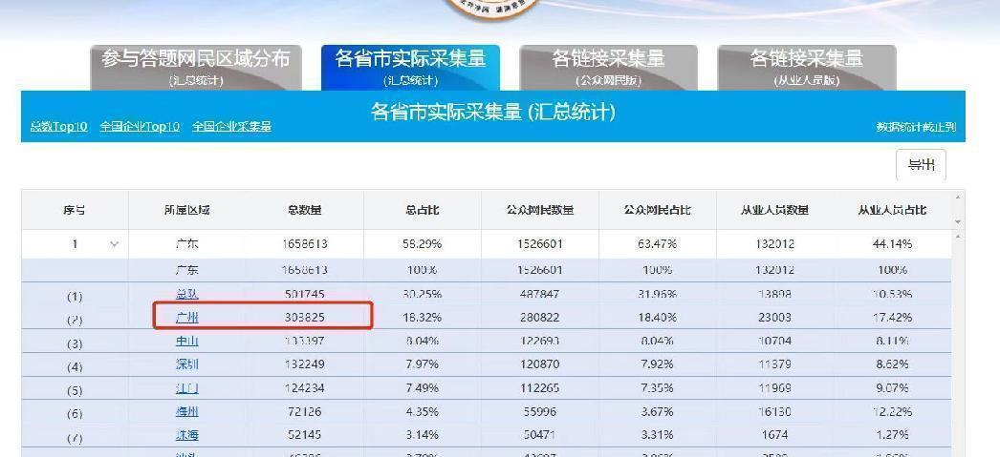 参与答题网民区域分布 各省市实际采集量 各链接采集量 各链接采集量
(汇总统计) (汇总统计) (公众网民版) (从业人员版)
各省市实际采集量 (汇总统计)
总数Top10 全国企业Top10 全国企业采集量 数据统计截止到
导出
序号 所属区域 总数量 总占比 公众网民数量 公众网民占比 从业人员数量 从业人员占比
1 广东 1658613 58.29% 1526601 63.47% 132012 44.14%
广东 1658613 100% 1526601 100% 132012 100%
(1) 总队 501745 30.25% 487847 31.96% 13898 10.53%
(2) 广州 303825 18.32% 280822 18.40% 23003 17.42%
(3) 中山 133397 8.04% 122693 8.04% 10704 8.11%
(4) 深圳 132249 7.97% 120870 7.92% 11379 8.62%
(5) 江门 124234 7.49% 112265 7.35% 11969 9.07%
(6) 梅州 72126 4.35% 55996 3.67% 16130 12.22%
(7) 珠海 52145 3.14% 50471 3.31% 1674 1.27%